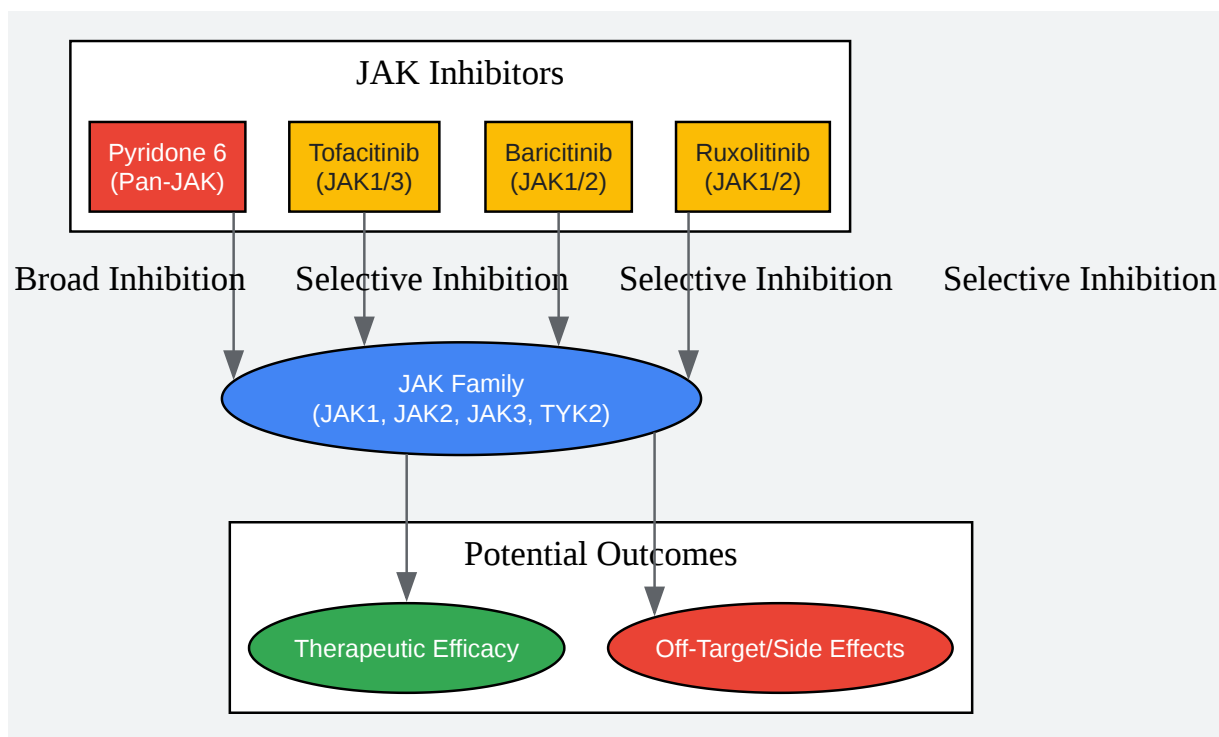 JAK Inhibitors
Pyridone 6
(Pan-JAK)
Tofacitinib
(JAK1/3)
Baricitinib
(JAK1/2)
Ruxolitinib
(JAK1/2)
Broad Inhibition
Selective Inhibition
Selective Inhibition
Selective Inhibition
JAK Family
(JAK1, JAK2, JAK3, TYK2)
Potential Outcomes
Therapeutic Efficacy
Off-Target/Side Effects